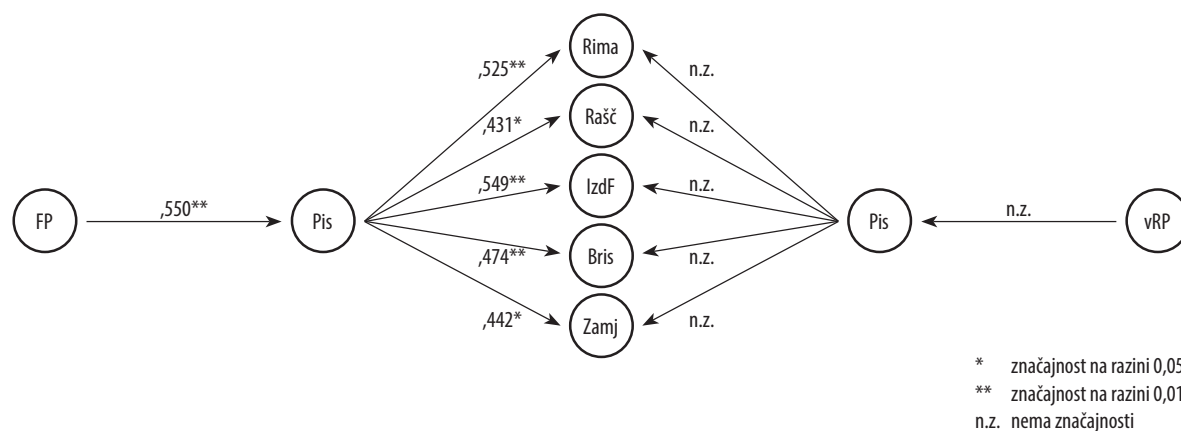 Rima
,525** n.z.
Rašč
,431* n.z.
IzdF
,549** n.z.
FP ,550** Pis Pis n.z. vRP
Bris
,474** n.z.
Zamj
,442* n.z.
* značajnost na razini 0,05
** značajnost na razini 0,01
n.z. nema značajnosti